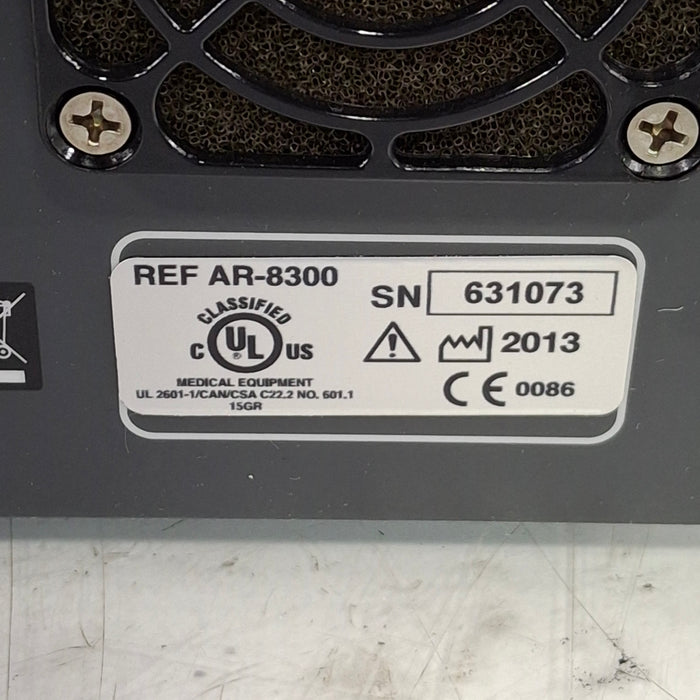 REF AR-8300
SN 631073
CLASSIFIED
C UL US
®
2013
MEDICAL EQUIPMENT
UL 2601-1/CAN/CSA C22.2 NO. 601.1
15GR
CE 0086